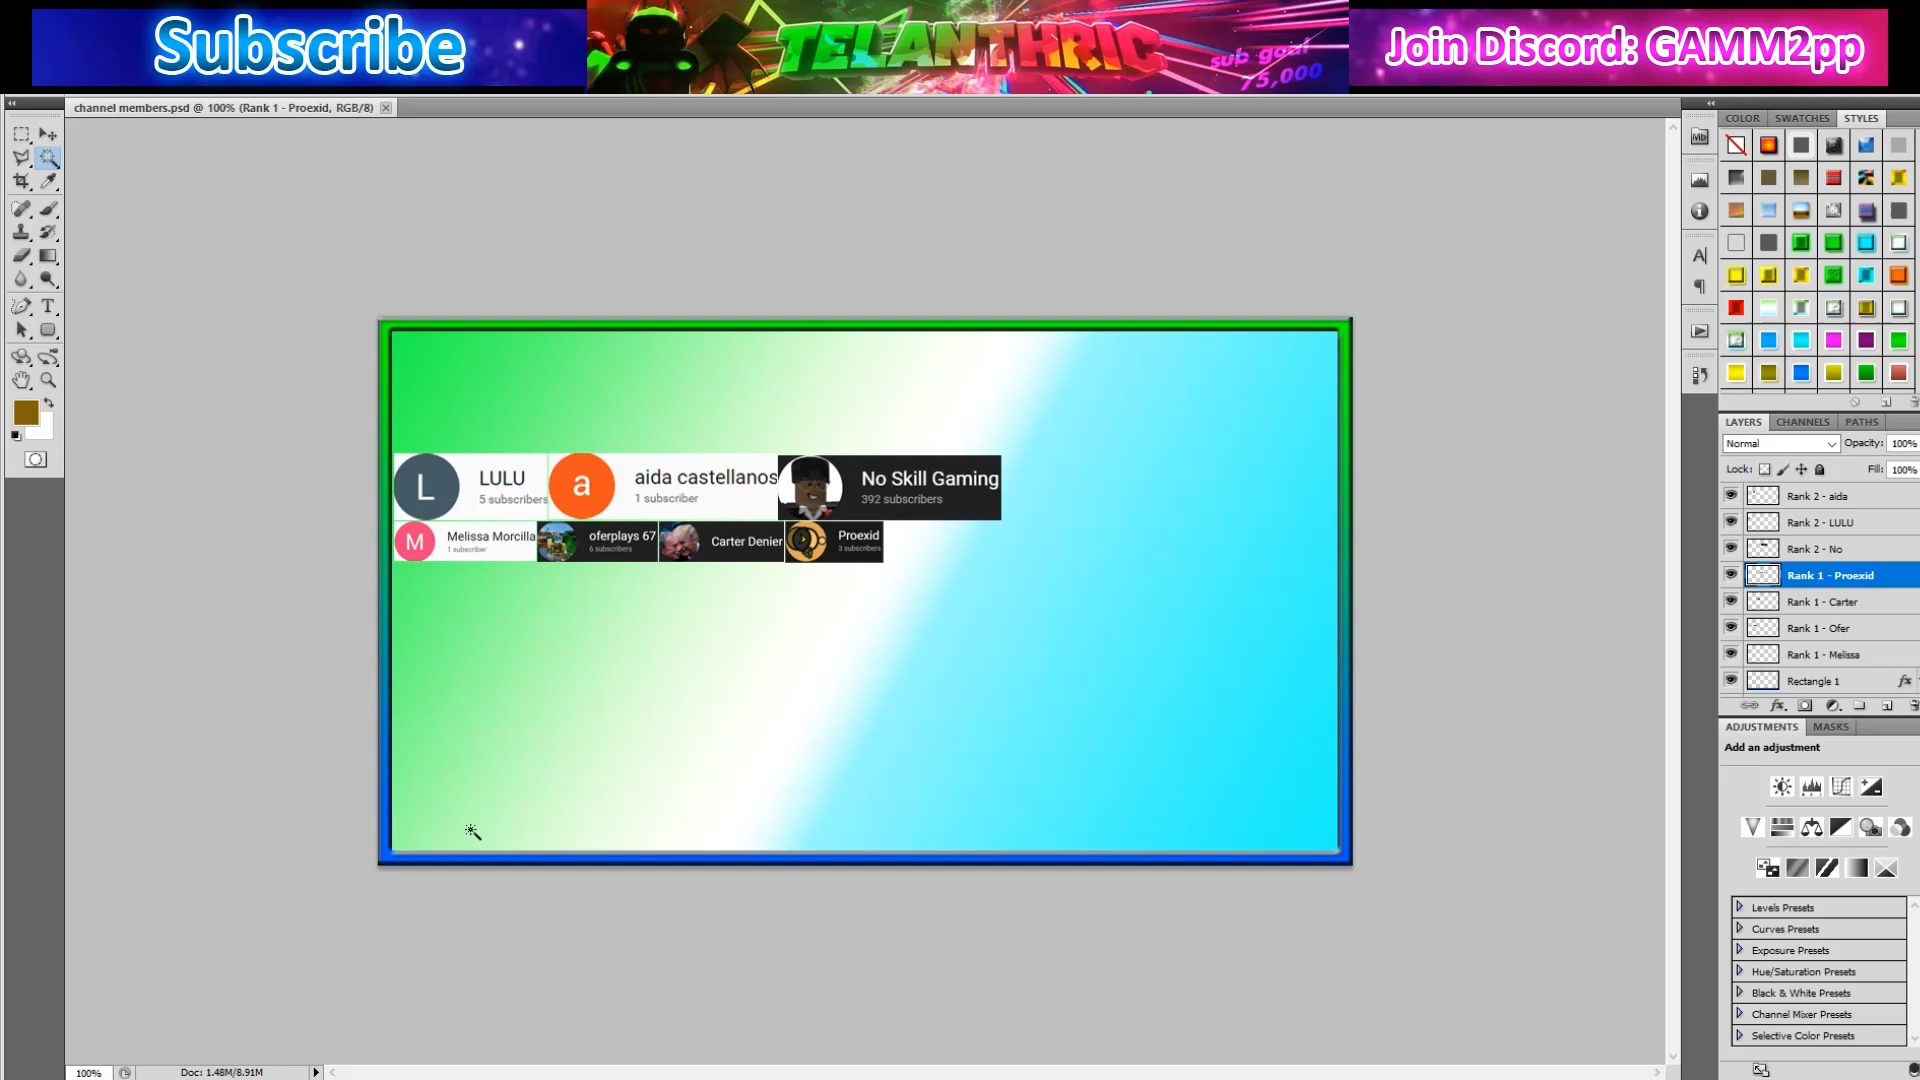 Subscribe
TELANTHRIC
sub goal
75,000
Join Discord: GAMM2pp
channel members.psd @ 100% (Rank 1 - Proexid, RGB/8)
COLOR SWATCHES STYLES
Mb
L LULU
5 subscribers
a aida castellanos
1 subscriber
No Skill Gaming
392 subscribers
M Melissa Morcilla
1 subscriber
oferplays 67
6 subscribers
Carter Denier
Proexid
3 subscribers
LAYERS CHANNELS PATHS
Normal Opacity: 100%
Lock: Fill: 100%
Rank 2 - aida
Rank 2 - LULU
Rank 2 - No
Rank 1 - Proexid
Rank 1 - Carter
Rank 1 - Ofer
Rank 1 - Melissa
Rectangle 1 fx
fx
ADJUSTMENTS MASKS
Add an adjustment
Levels Presets
Curves Presets
Exposure Presets
Hue/Saturation Presets
Black & White Presets
Channel Mixer Presets
Selective Color Presets
100% Doc: 1.48M/8.91M